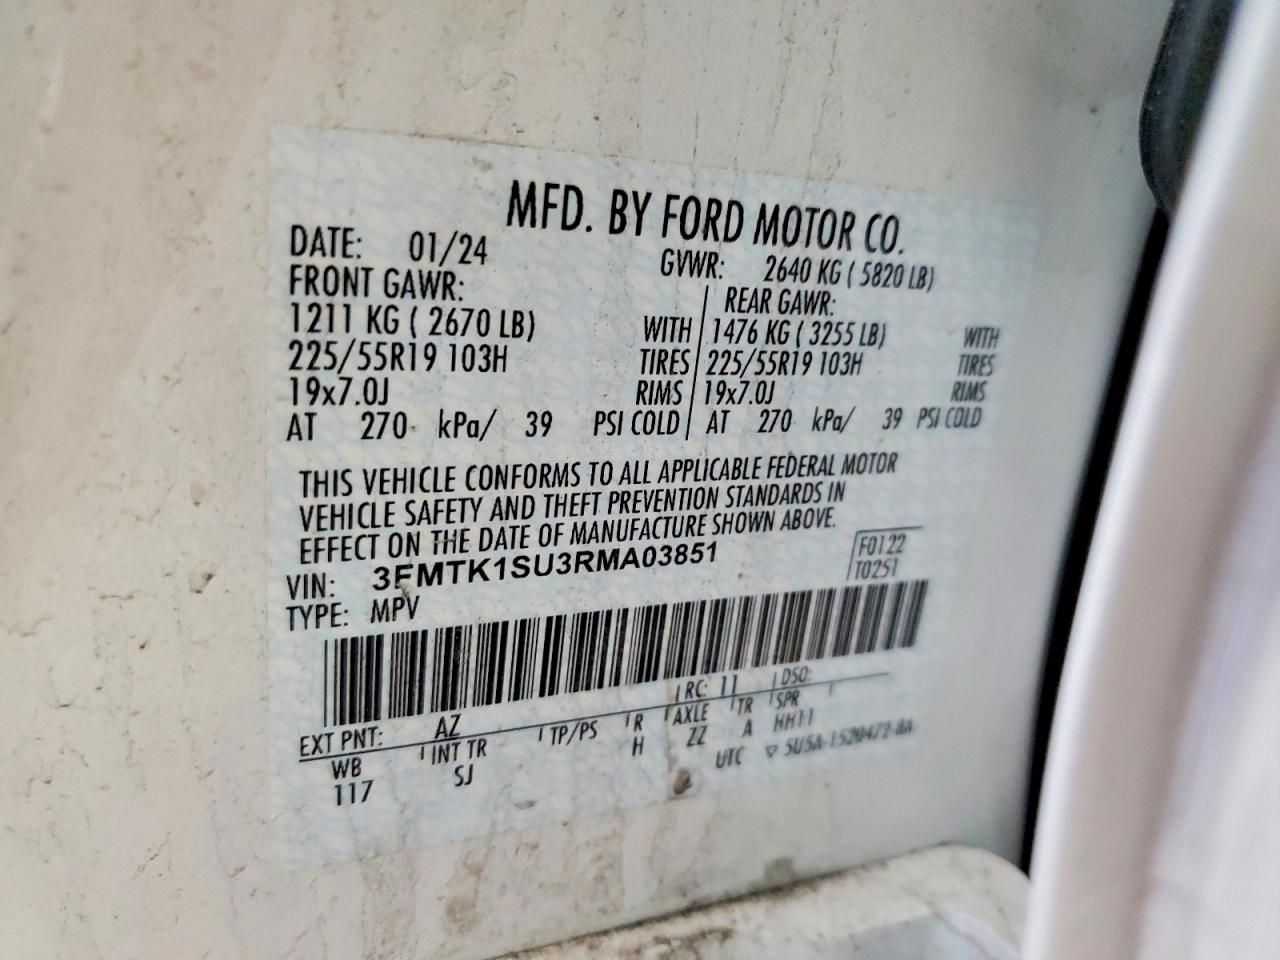 MFD. BY FORD MOTOR CO.
DATE: 01/24 GVWR: 2640 KG ( 5820 LB)
FRONT GAWR: REAR GAWR:
1211 KG ( 2670 LB) WITH 1476 KG ( 3255 LB) WITH
225/55R19 103H TIRES 225/55R19 103H TIRES
19x7.0J RIMS 19x7.0J RIMS
AT 270 kPa/ 39 PSI COLD AT 270 kPa/ 39 PSI COLD
THIS VEHICLE CONFORMS TO ALL APPLICABLE FEDERAL MOTOR
VEHICLE SAFETY AND THEFT PREVENTION STANDARDS IN
EFFECT ON THE DATE OF MANUFACTURE SHOWN ABOVE.
VIN: 3FMTK1SU3RMA03851 F0122
TYPE: MPV T0251
EXT PNT: AZ RC: 11 DSO:
WB INT TR TP/PS R AXLE TR SPR
117 SJ H ZZ A HH11
UTC ▽ SU5A-1520472-BA